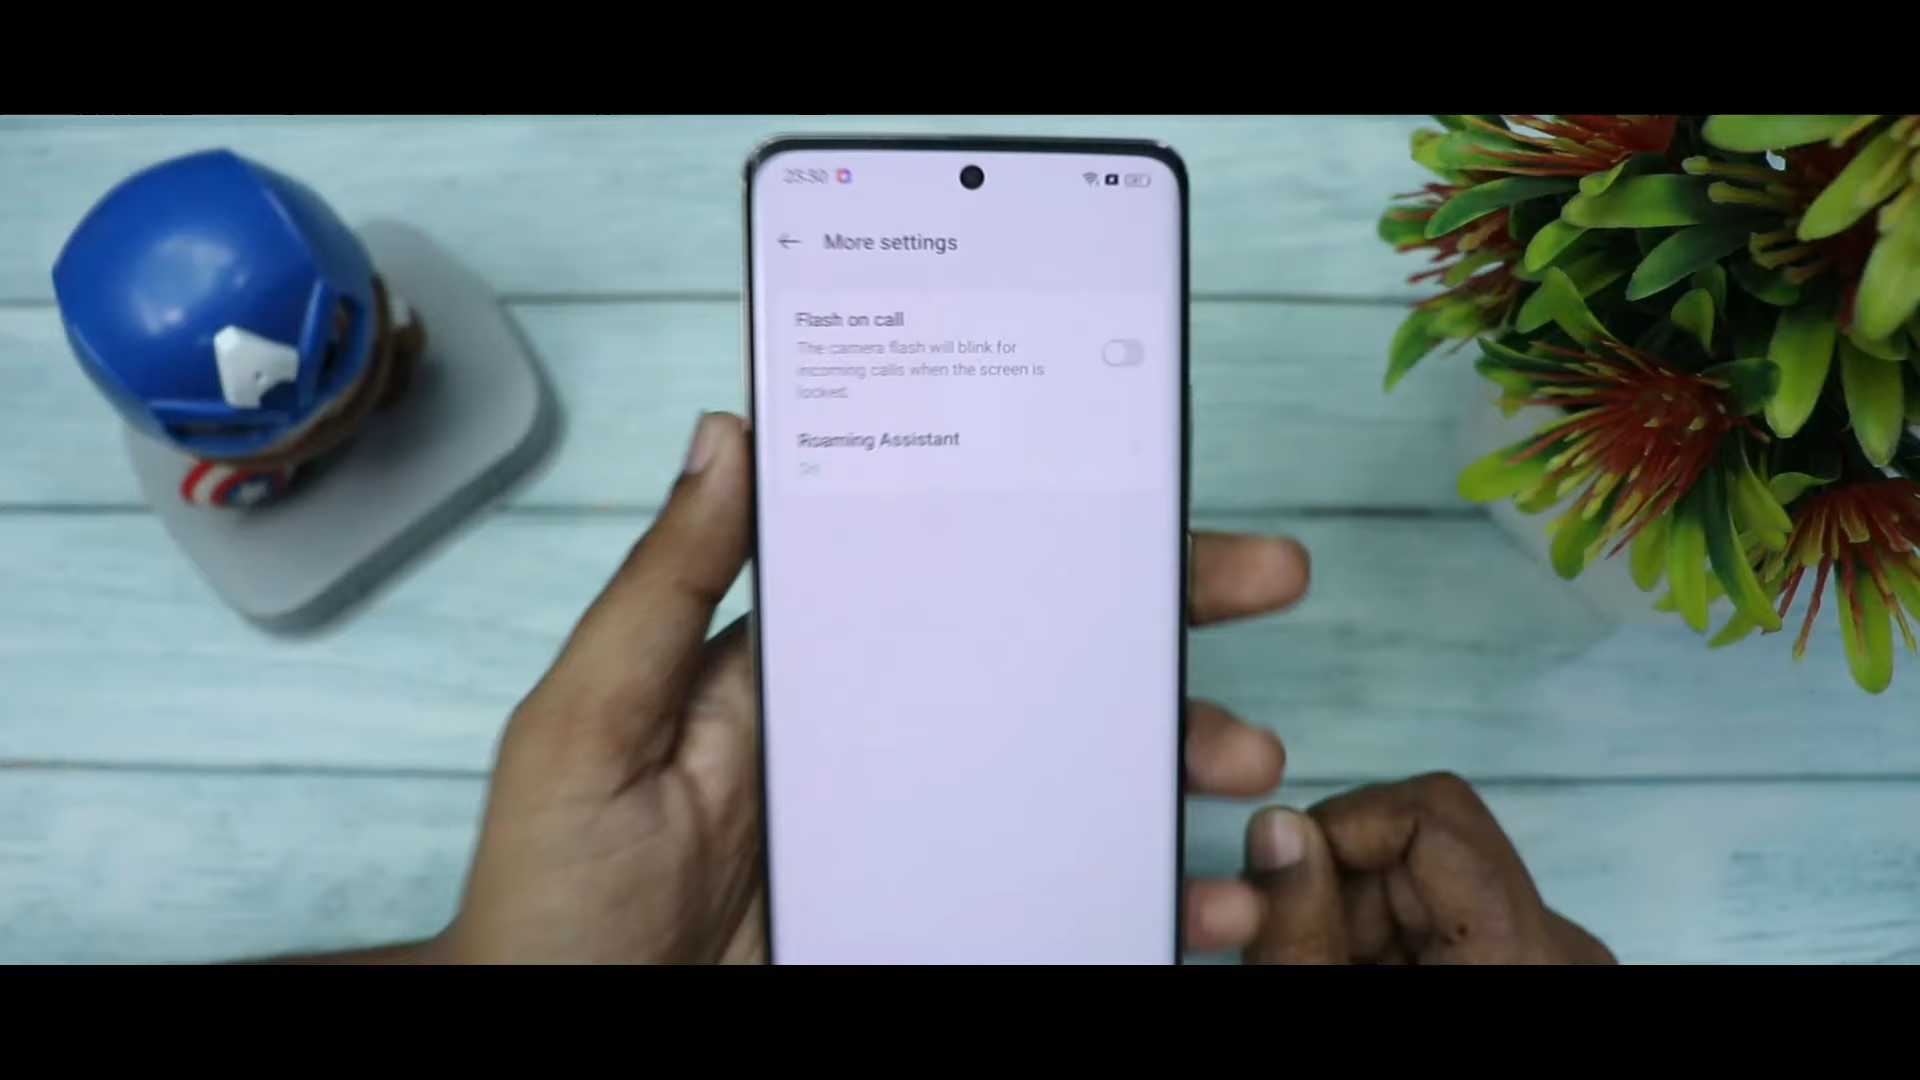 More settings
Flash on call
The camera flash will blink for
incoming calls when the screen is
locked.
Roaming Assistant